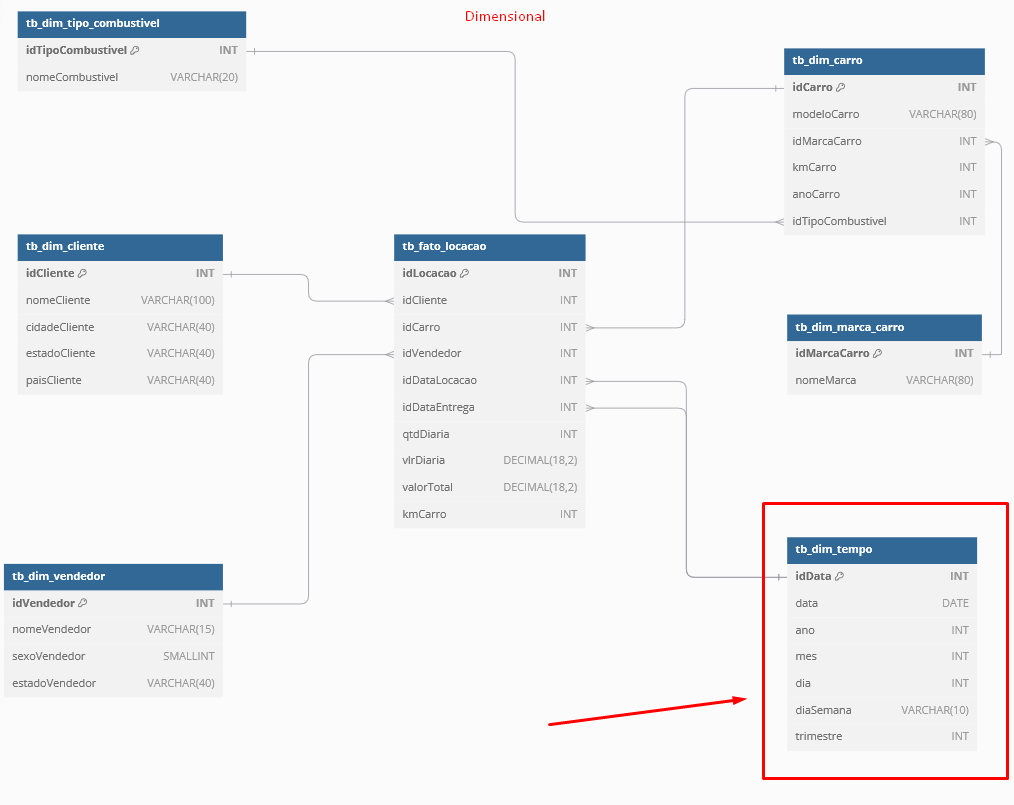 Dimensional
tb_dim_tipo_combustivel
idTipoCombustivel INT
nomeCombustivel VARCHAR(20)
tb_dim_carro
idCarro INT
modeloCarro VARCHAR(80)
idMarcaCarro INT
kmCarro INT
anoCarro INT
idTipoCombustivel INT
tb_dim_cliente
idCliente INT
nomeCliente VARCHAR(100)
cidadeCliente VARCHAR(40)
estadoCliente VARCHAR(40)
paisCliente VARCHAR(40)
tb_fato_locacao
idLocacao INT
idCliente INT
idCarro INT
idVendedor INT
idDataLocacao INT
idDataEntrega INT
qtdDiaria INT
vlrDiaria DECIMAL(18,2)
valorTotal DECIMAL(18,2)
kmCarro INT
tb_dim_marca_carro
idMarcaCarro INT
nomeMarca VARCHAR(80)
tb_dim_vendedor
idVendedor INT
nomeVendedor VARCHAR(15)
sexoVendedor SMALLINT
estadoVendedor VARCHAR(40)
tb_dim_tempo
idData INT
data DATE
ano INT
mes INT
dia INT
diaSemana VARCHAR(10)
trimestre INT